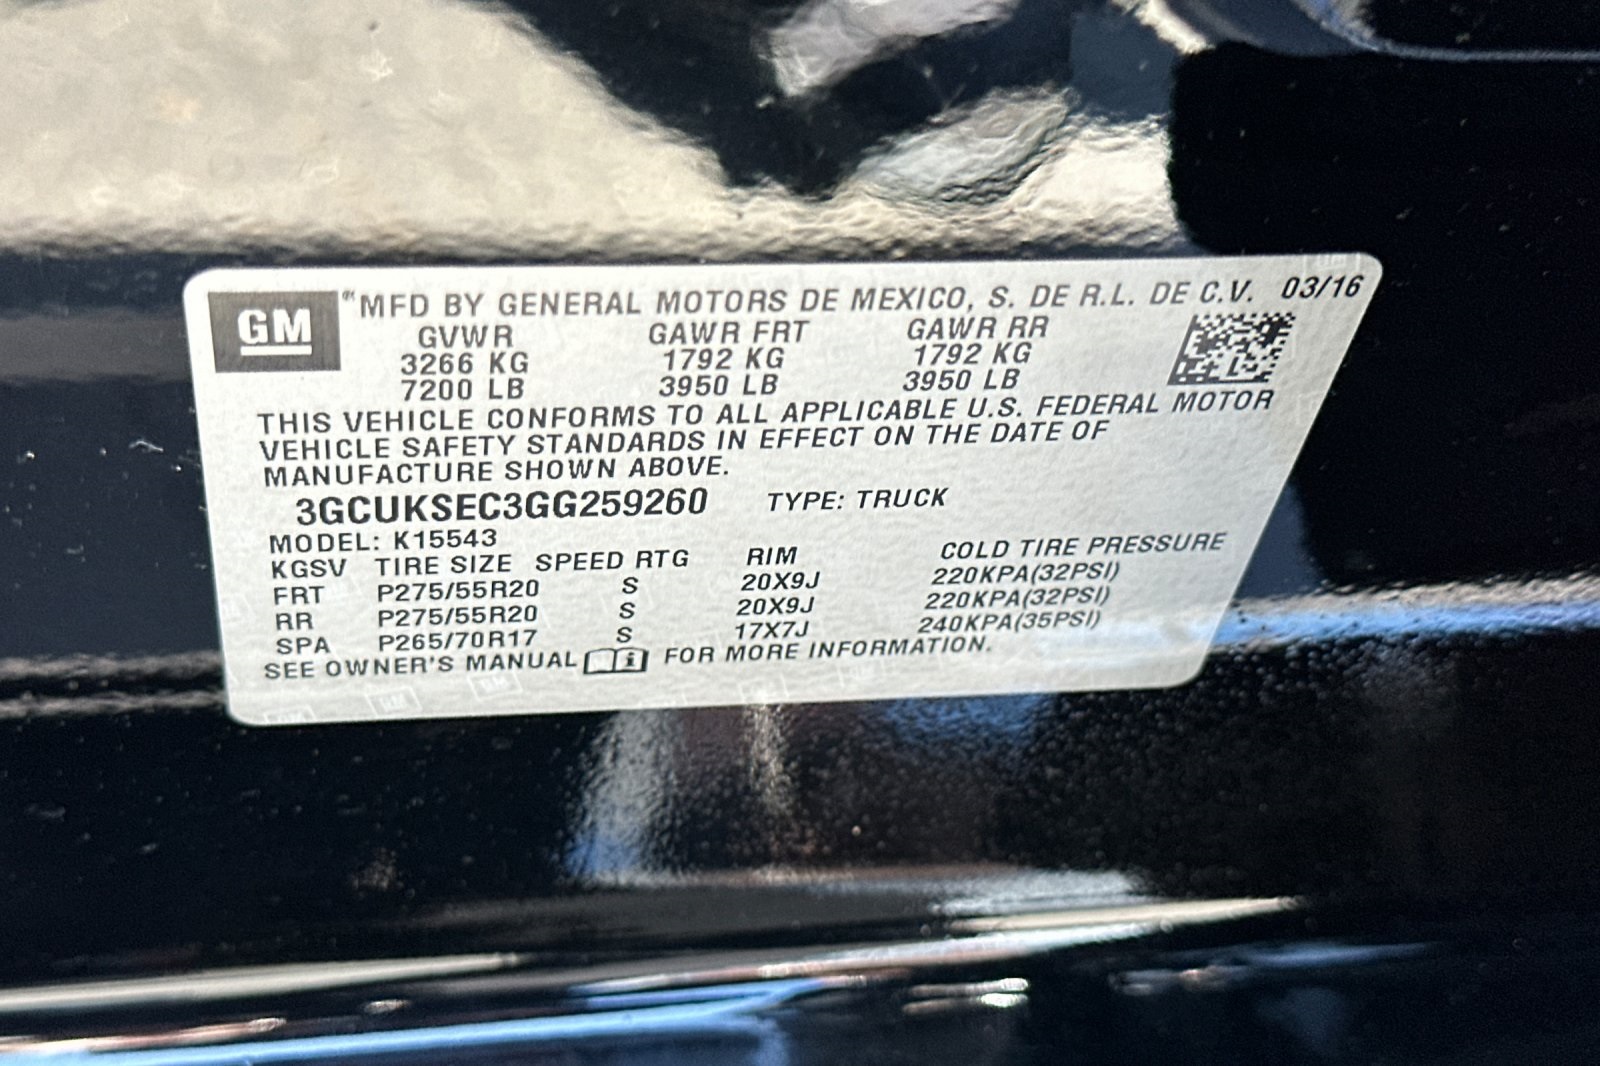 GM MFD BY GENERAL MOTORS DE MEXICO, S. DE R.L. DE C.V. 03/16
GVWR GAWR FRT GAWR RR
3266 KG 1792 KG 1792 KG
7200 LB 3950 LB 3950 LB
THIS VEHICLE CONFORMS TO ALL APPLICABLE U.S. FEDERAL MOTOR
VEHICLE SAFETY STANDARDS IN EFFECT ON THE DATE OF
MANUFACTURE SHOWN ABOVE.
3GCUKSEC3GG259260 TYPE: TRUCK
MODEL: K15543
KGSV TIRE SIZE SPEED RTG RIM COLD TIRE PRESSURE
FRT P275/55R20 S 20X9J 220KPA(32PSI)
RR P275/55R20 S 20X9J 220KPA(32PSI)
SPA P265/70R17 S 17X7J 240KPA(35PSI)
SEE OWNER'S MANUAL FOR MORE INFORMATION.